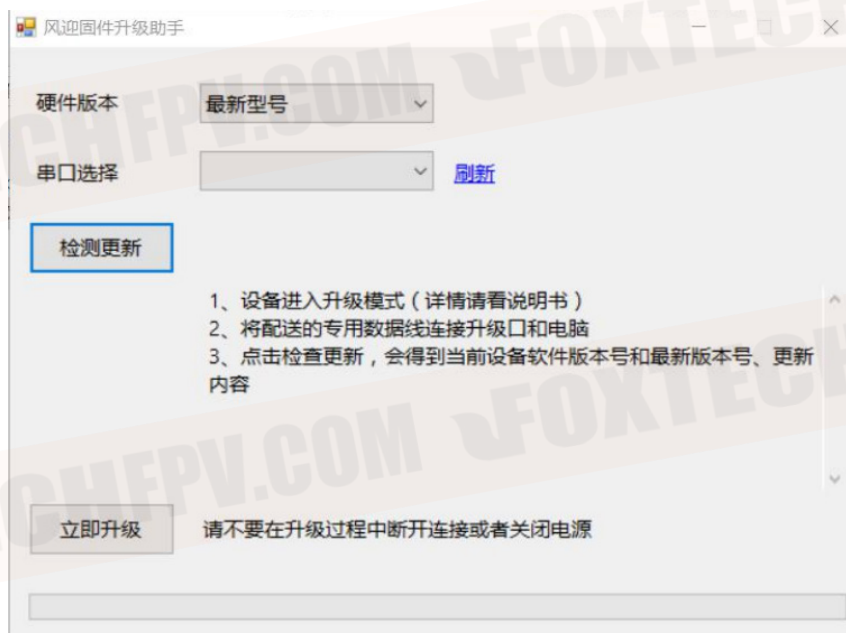 风迎固件升级助手
硬件版本 最新型号
串口选择 刷新
检测更新
1、设备进入升级模式（详情请看说明书）
2、将配送的专用数据线连接升级口和电脑
3、点击检查更新，会得到当前设备软件版本号和最新版本号、更新
内容
立即升级 请不要在升级过程中断开连接或者关闭电源
CHFPV.COM FOXTECH
CHFPV.COM FOXTECH